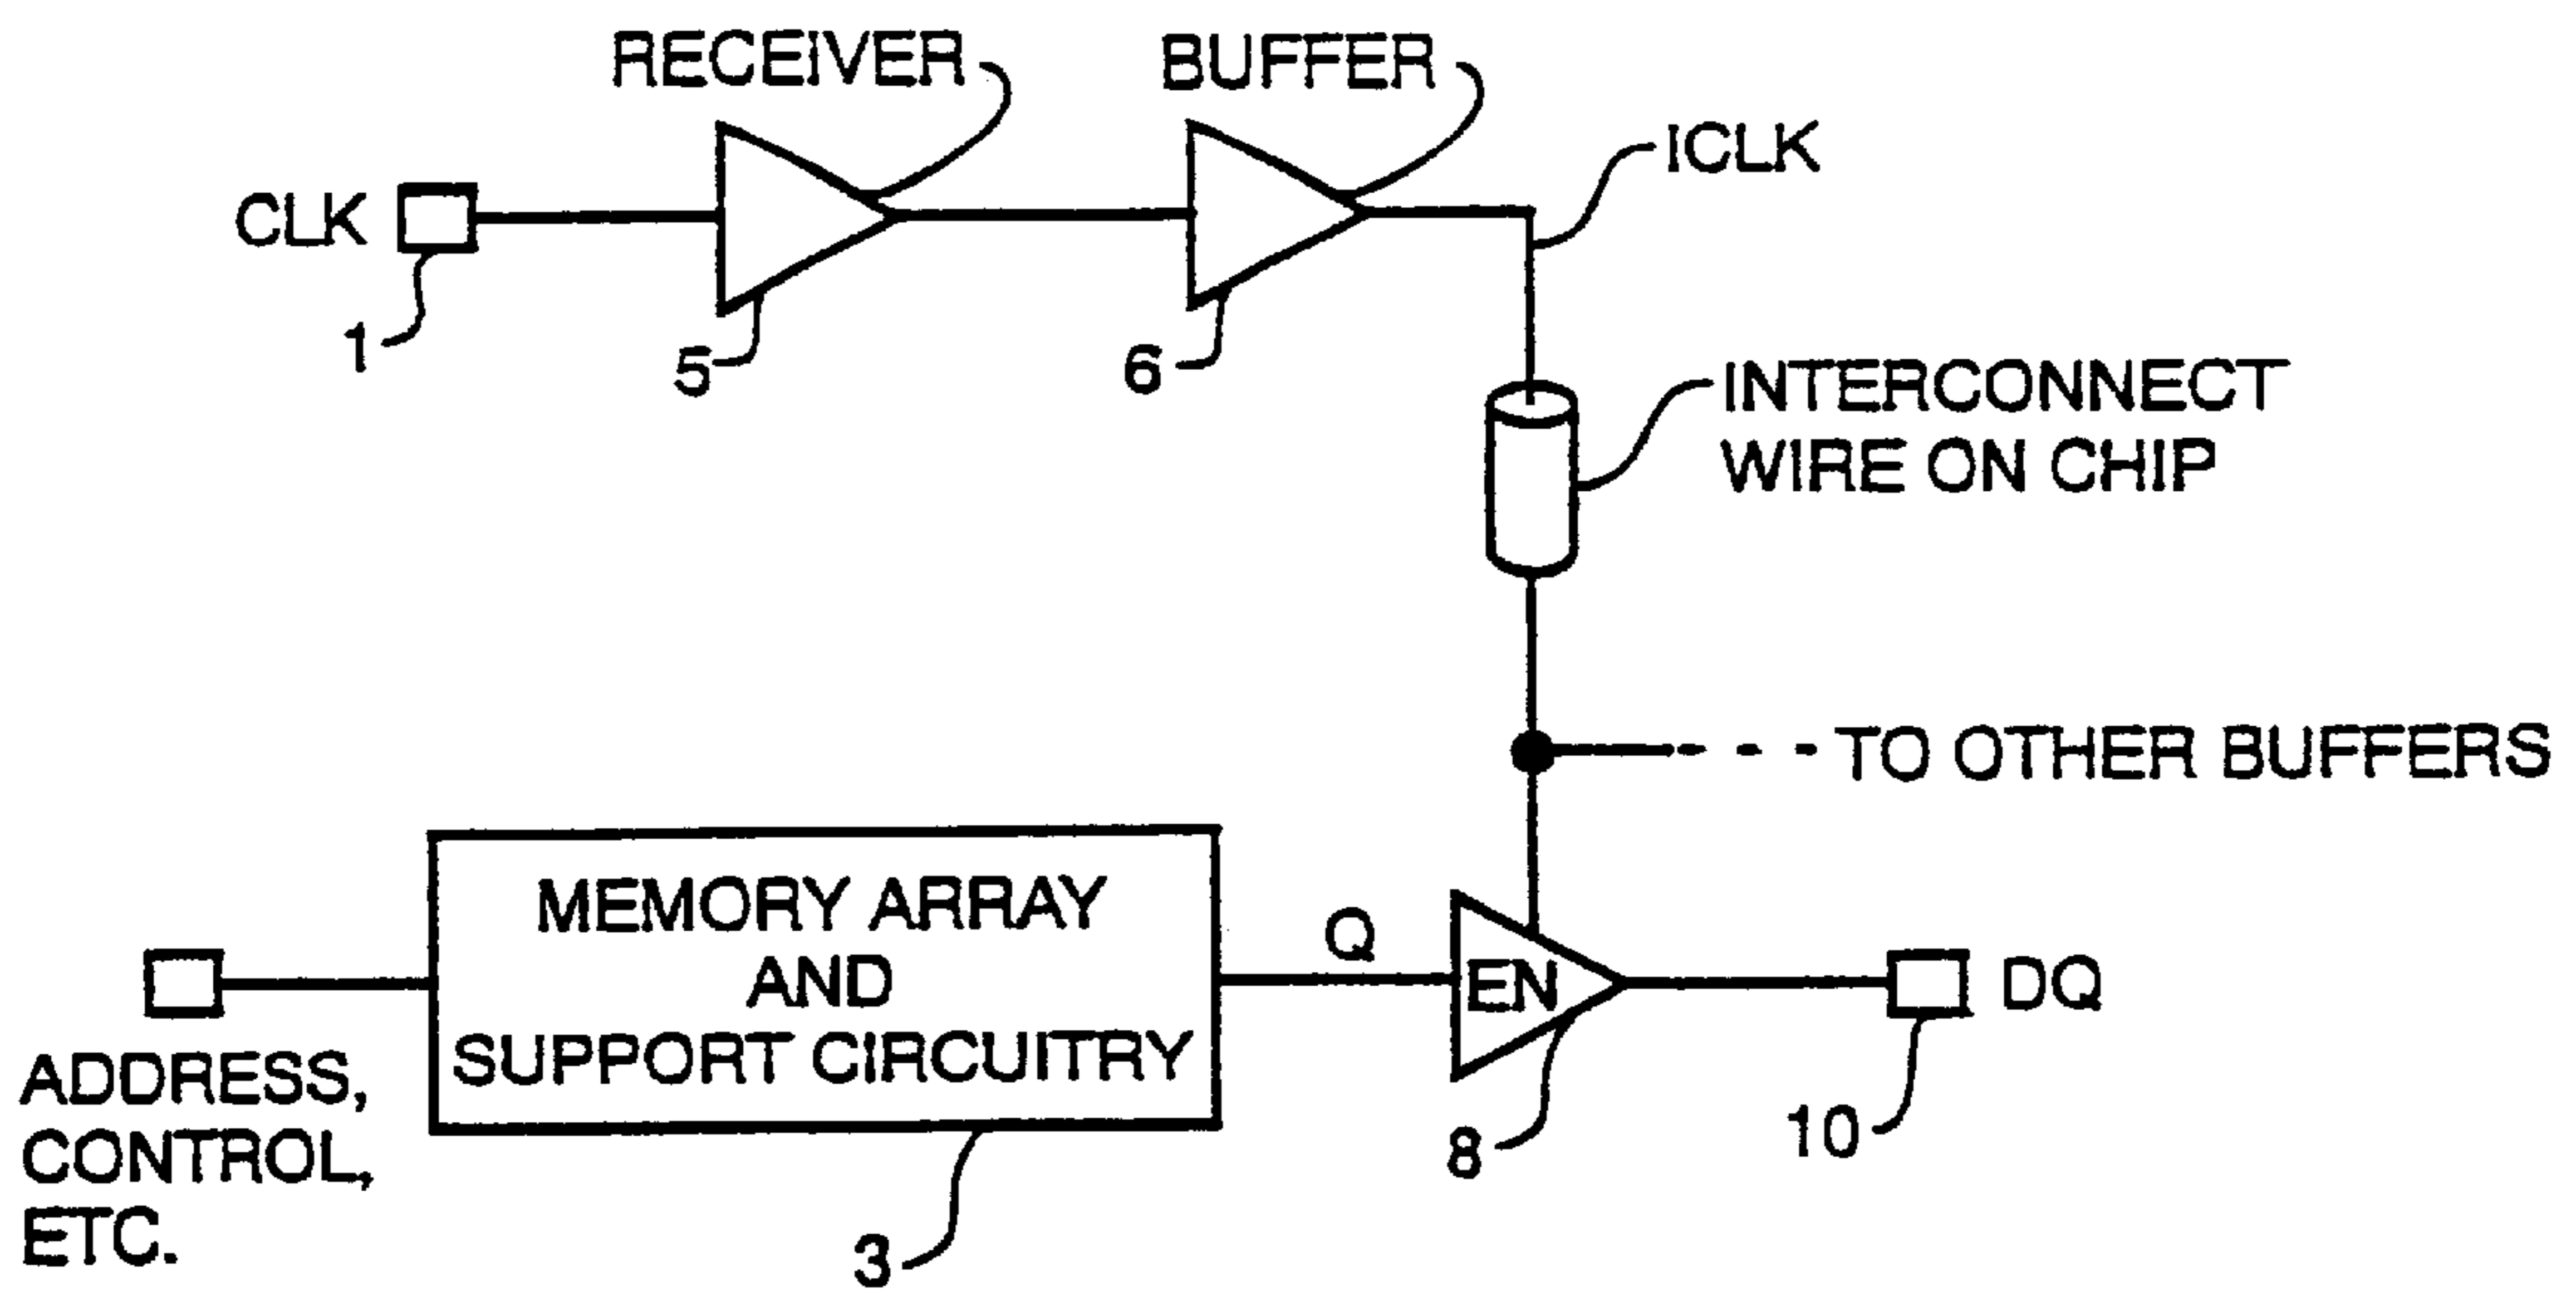 RECEIVER
BUFFER
ICLK
CLK
1
5
6
INTERCONNECT
WIRE ON CHIP
TO OTHER BUFFERS
MEMORY ARRAY
AND
SUPPORT CIRCUITRY
Q
EN
DQ
ADDRESS,
CONTROL,
ETC.
8
10
3